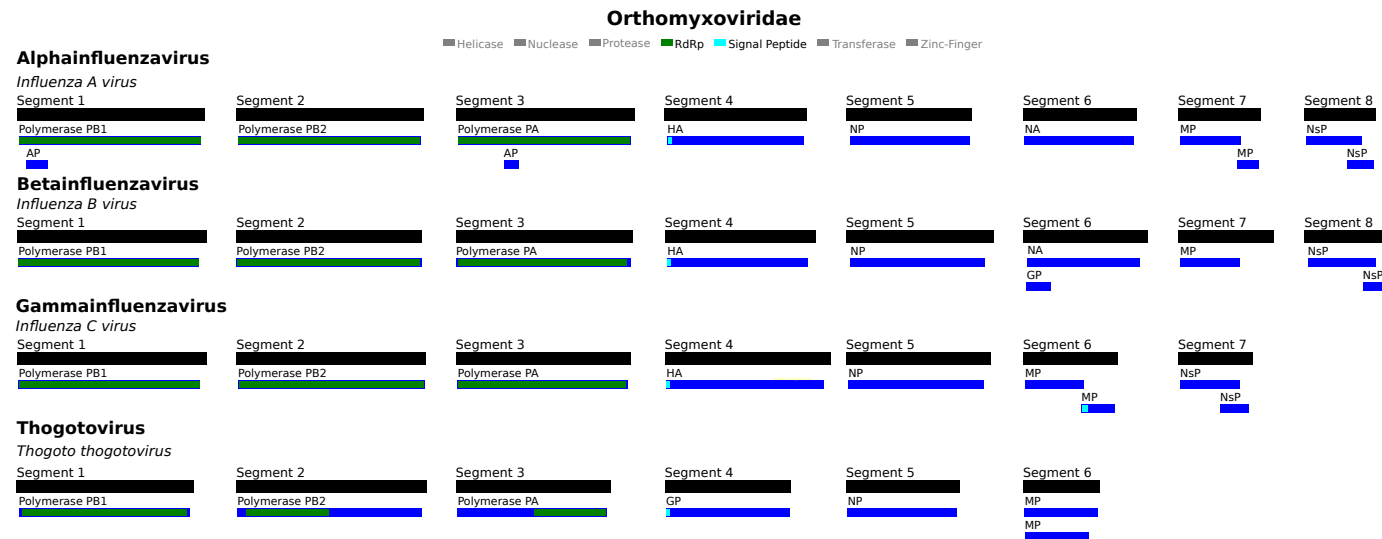 Orthomyxoviridae
Helicase Nuclease Protease RdRp Signal Peptide Transferase Zinc-Finger
Alphainfluenzavirus
Influenza A virus
Segment 1 Segment 2 Segment 3 Segment 4 Segment 5 Segment 6 Segment 7 Segment 8
Polymerase PB1 Polymerase PB2 Polymerase PA HA NP NA MP NsP
AP AP MP NsP
Betainfluenzavirus
Influenza B virus
Segment 1 Segment 2 Segment 3 Segment 4 Segment 5 Segment 6 Segment 7 Segment 8
Polymerase PB1 Polymerase PB2 Polymerase PA HA NP NA MP NsP
GP NsP
Gammainfluenzavirus
Influenza C virus
Segment 1 Segment 2 Segment 3 Segment 4 Segment 5 Segment 6 Segment 7
Polymerase PB1 Polymerase PB2 Polymerase PA HA NP MP NsP
MP NsP
Thogotovirus
Thogoto thogotovirus
Segment 1 Segment 2 Segment 3 Segment 4 Segment 5 Segment 6
Polymerase PB1 Polymerase PB2 Polymerase PA GP NP MP
MP